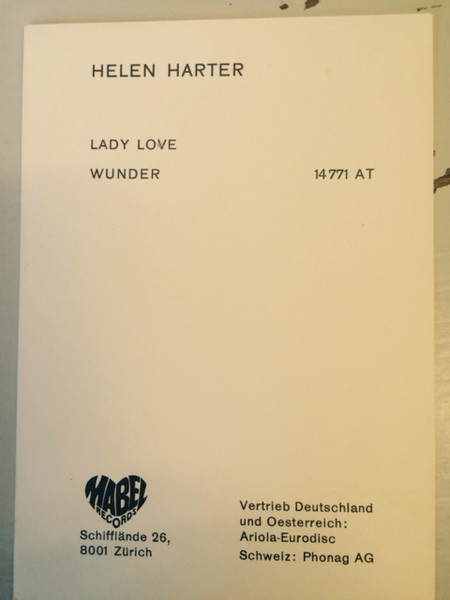 HELEN HARTER
LADY LOVE
WUNDER 14771 AT
MABEL
RECORDS
Schifflände 26,
8001 Zürich
Vertrieb Deutschland
und Oesterreich:
Ariola-Eurodisc
Schweiz: Phonag AG